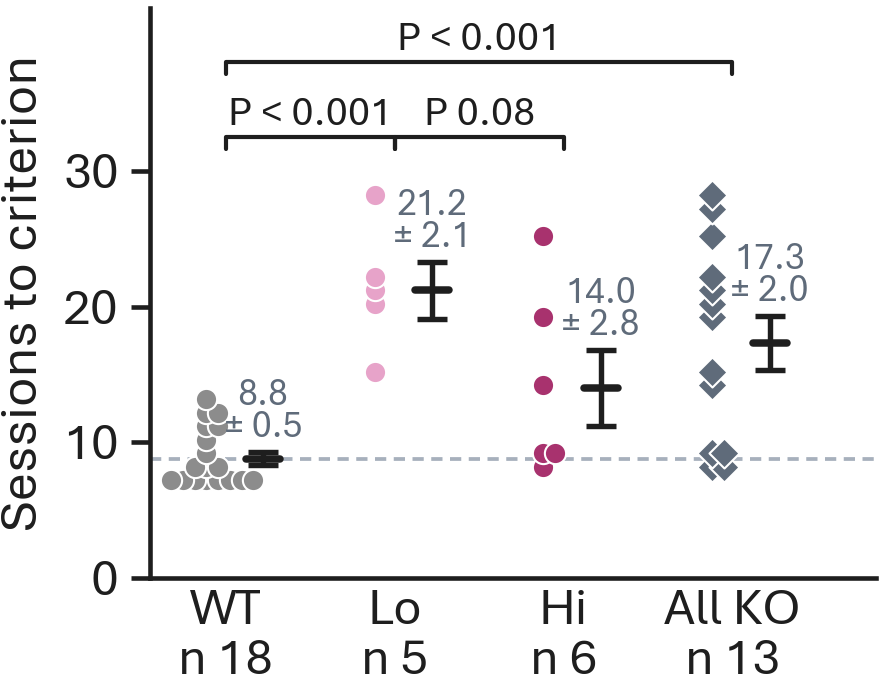 P < 0.001
P < 0.001 P 0.08
Sessions to criterion
30
20
10
0
21.2
± 2.1
17.3
± 2.0
14.0
± 2.8
8.8
± 0.5
WT Lo Hi All KO
n 18 n 5 n 6 n 13